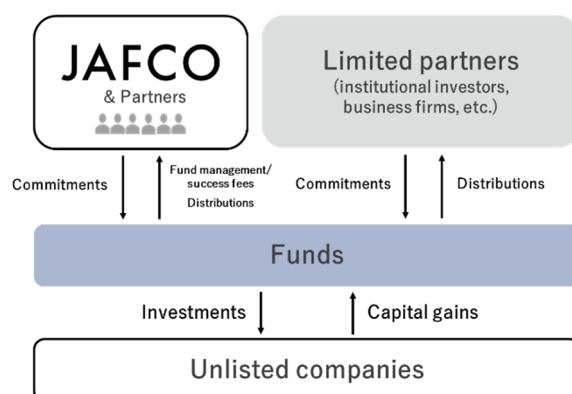 JAFCO
& Partners
Limited partners
(institutional investors,
business firms, etc.)
Commitments
Fund management/
success fees
Distributions
Commitments
Distributions
Funds
Investments
Capital gains
Unlisted companies